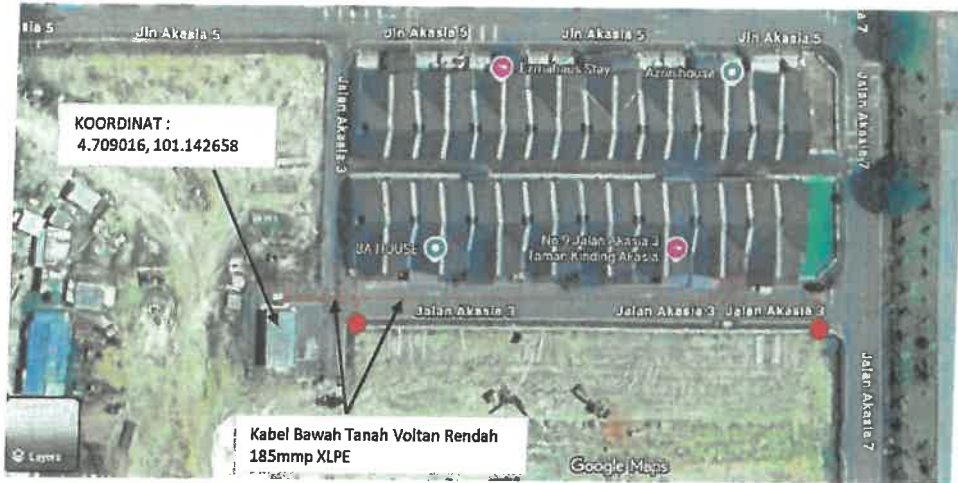 sia 5
Jln Akasia 5
Jln Akasia 5
Jln Akasia 5
Jln Akasia 5
a 7
Ezmahaus Stay
Azraishouse
Jalan Akasia 3
Jalan Akasia 7
KOORDINAT :
4.709016, 101.142658
BA HOUSE
No 9 Jalan Akasia 3
Taman Kinding Akasia
Jalan Akasia 3
Jalan Akasia 3
Jalan Akasia 3
Jalan Akasia 7
Kabel Bawah Tanah Voltan Rendah
185mmp XLPE
Layers
Google Maps